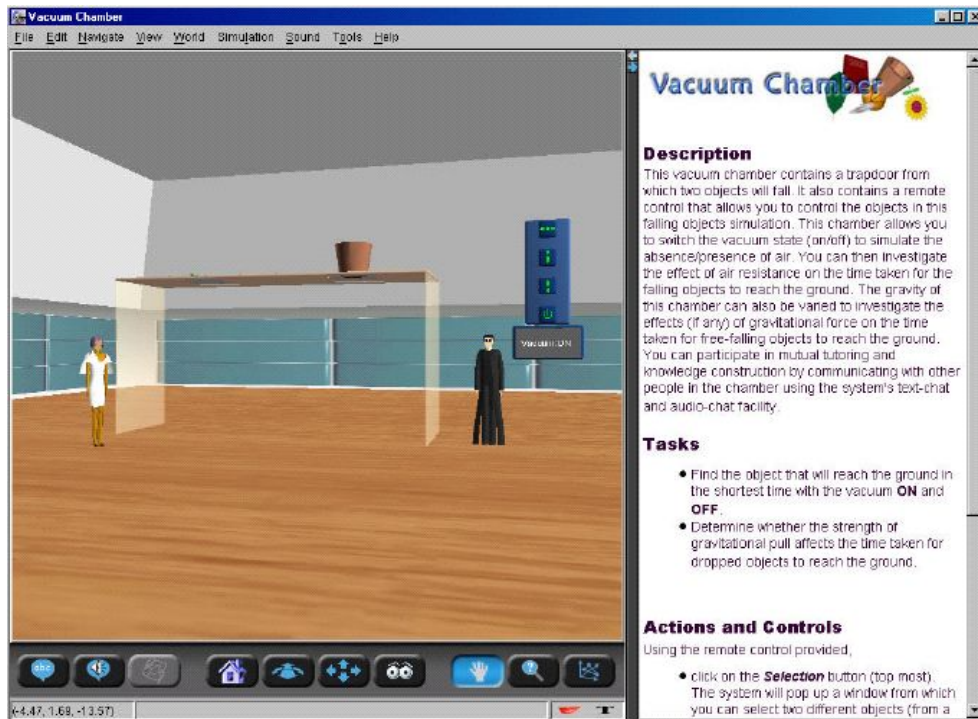 Vacuum Chamber
File Edit Navigate View World Simulation Sound Tools Help
Vacuum Chamber
Description
This vacuum chamber contains a trapdoor from
which two objects will fall. It also contains a remote
control that allows you to control the objects in this
falling objects simulation. This chamber allows you
to switch the vacuum state (on/off) to simulate the
absence/presence of air. You can then investigate
the effect of air resistance on the time taken for the
falling objects to reach the ground. The gravity of
this chamber can also be varied to investigate the
effects (if any) of gravitational force on the time
taken for free-falling objects to reach the ground.
You can participate in mutual tutoring and
knowledge construction by communicating with other
people in the chamber using the system's text-chat
and audio-chat facility.
Vacuum:ON
Tasks
Find the object that will reach the ground in
the shortest time with the vacuum ON and
OFF.
Determine whether the strength of
gravitational pull affects the time taken for
dropped objects to reach the ground.
Actions and Controls
Using the remote control provided,
click on the Selection button (top most).
The system will pop up a window from which
you can select two different objects (from a
abc
(-4.47, 1.69, -13.57)